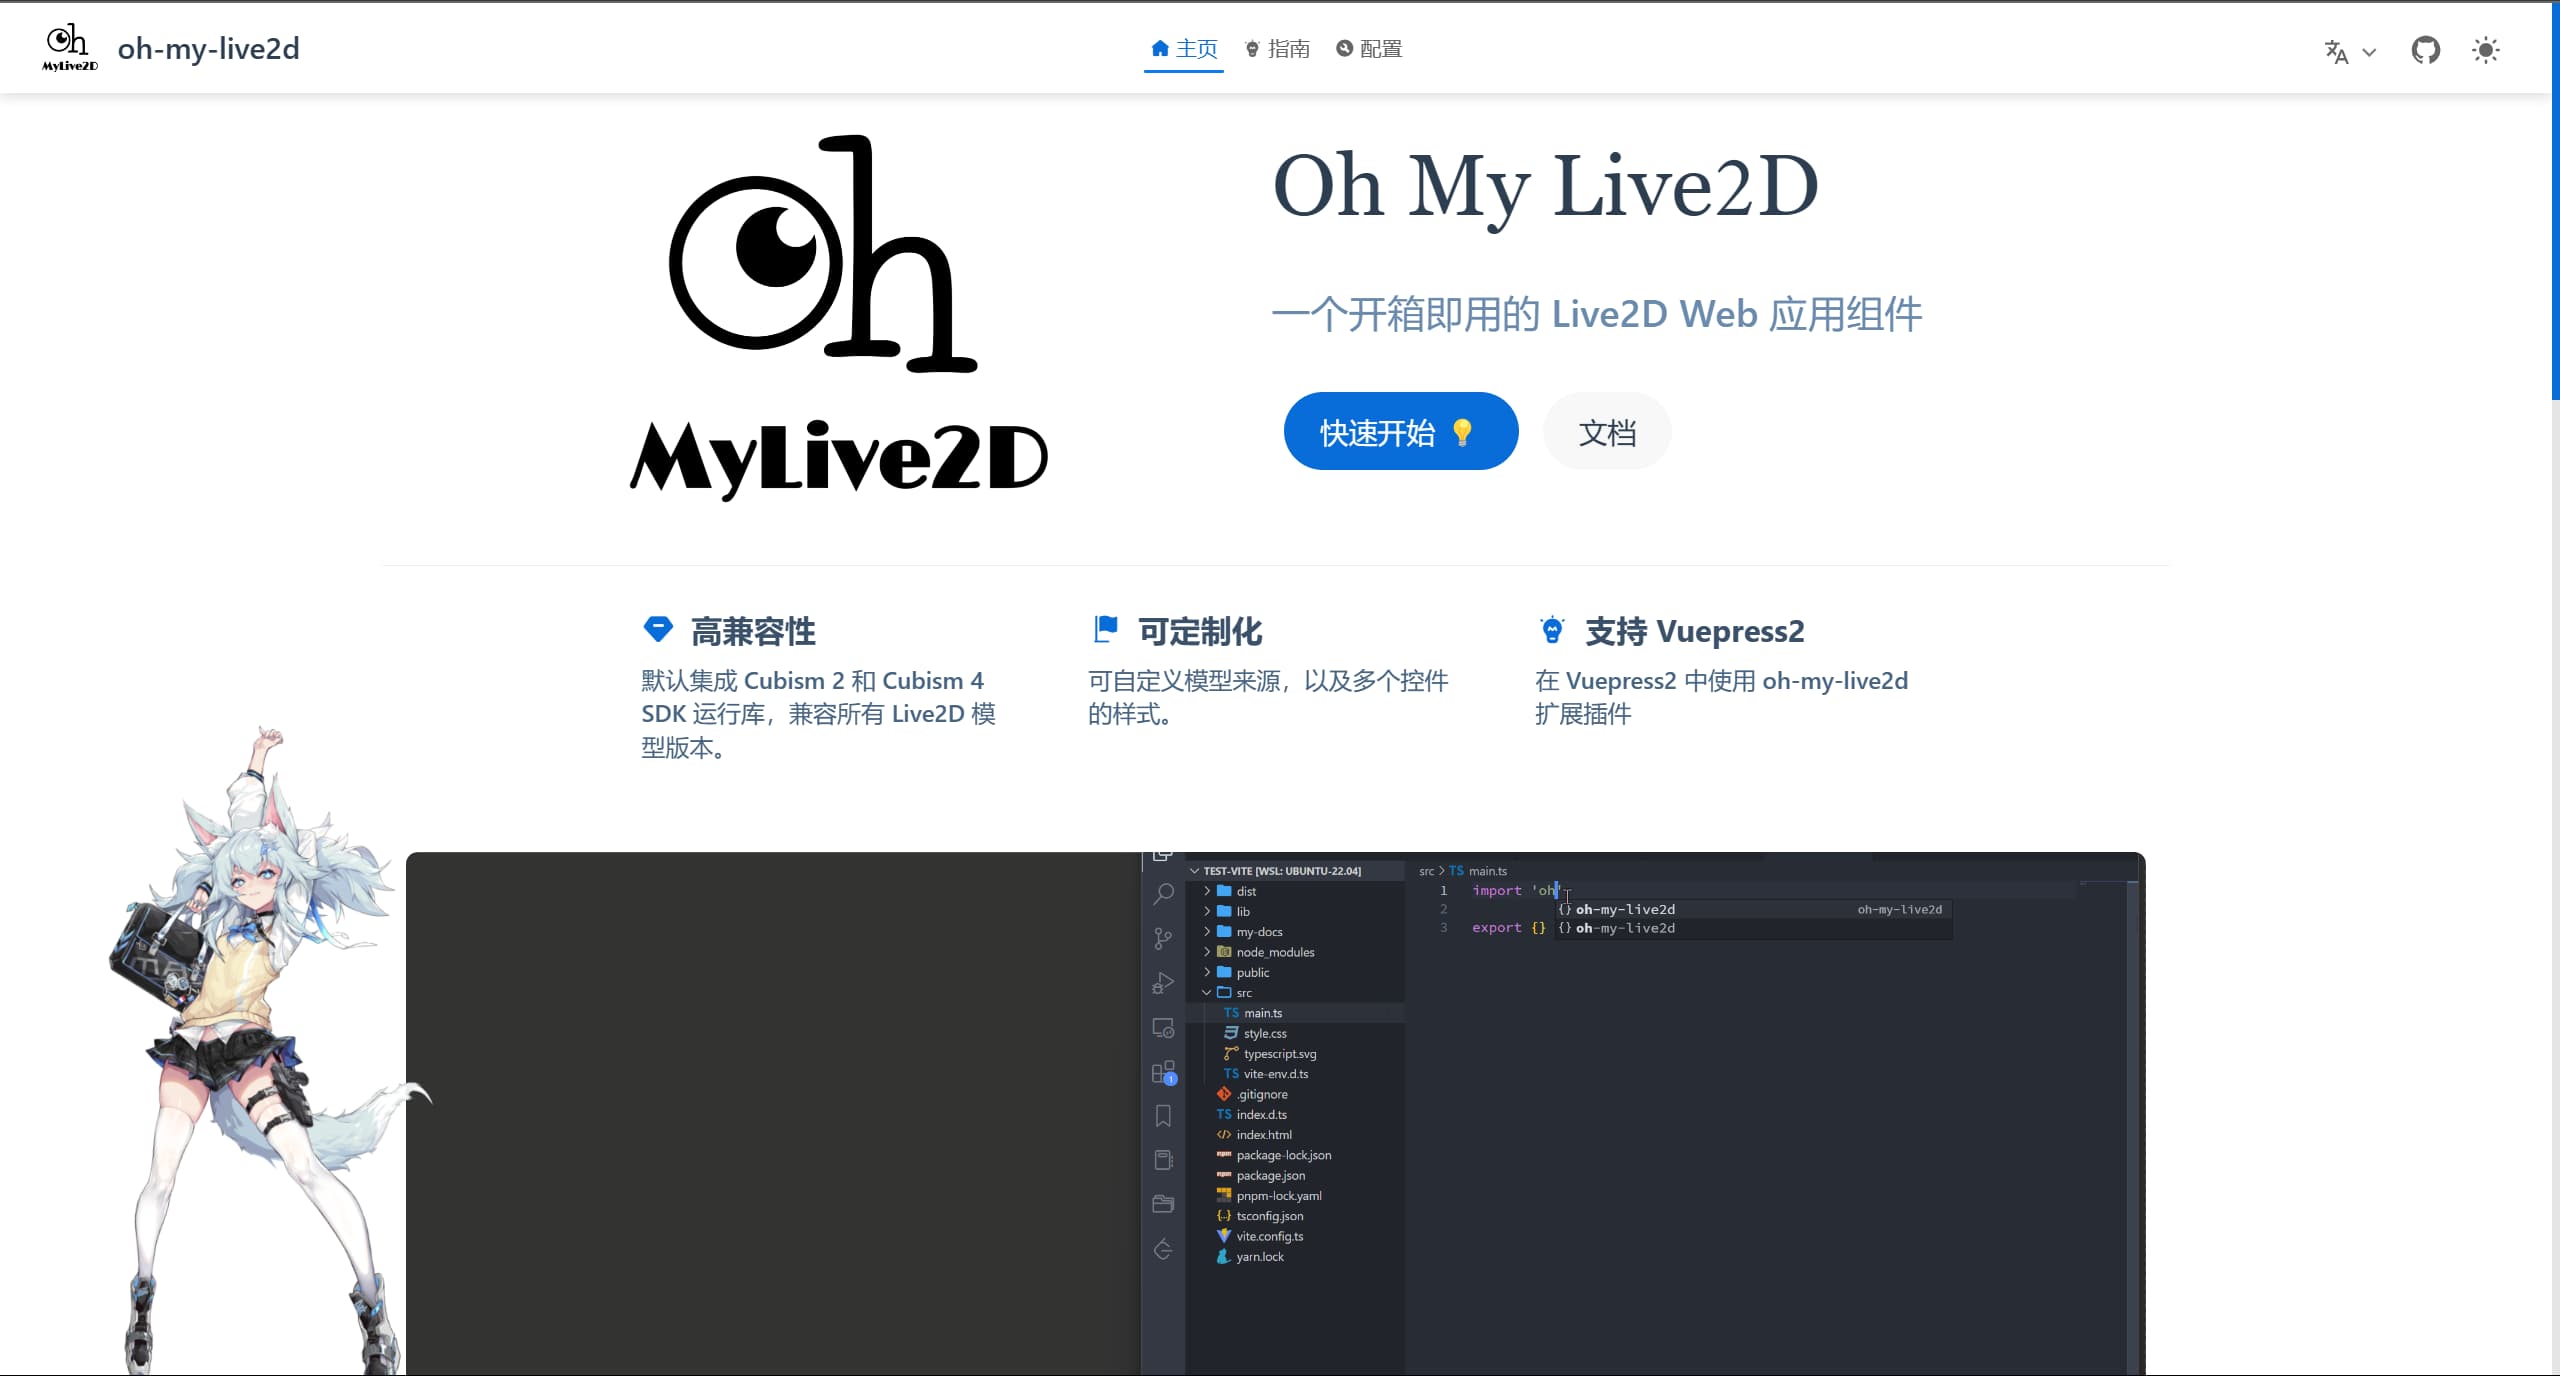 oh MyLive2D
oh-my-live2d
主页
指南
配置
Oh
MyLive2D
Oh My Live2D
一个开箱即用的 Live2D Web 应用组件
快速开始 💡
文档
高兼容性
默认集成 Cubism 2 和 Cubism 4
SDK 运行库，兼容所有 Live2D 模
型版本。
可定制化
可自定义模型来源，以及多个控件
的样式。
支持 Vuepress2
在 Vuepress2 中使用 oh-my-live2d
扩展插件
TEST-VITE [WSL: UBUNTU-22.04]
dist
lib
my-docs
node_modules
public
src
TS main.ts
style.css
typescript.svg
TS vite-env.d.ts
.gitignore
TS index.d.ts
index.html
package-lock.json
package.json
pnpm-lock.yaml
tsconfig.json
vite.config.ts
yarn.lock
1
src > TS main.ts
1 import 'oh'
2
3 export {}
{} oh-my-live2d oh-my-live2d
{} oh-my-live2d